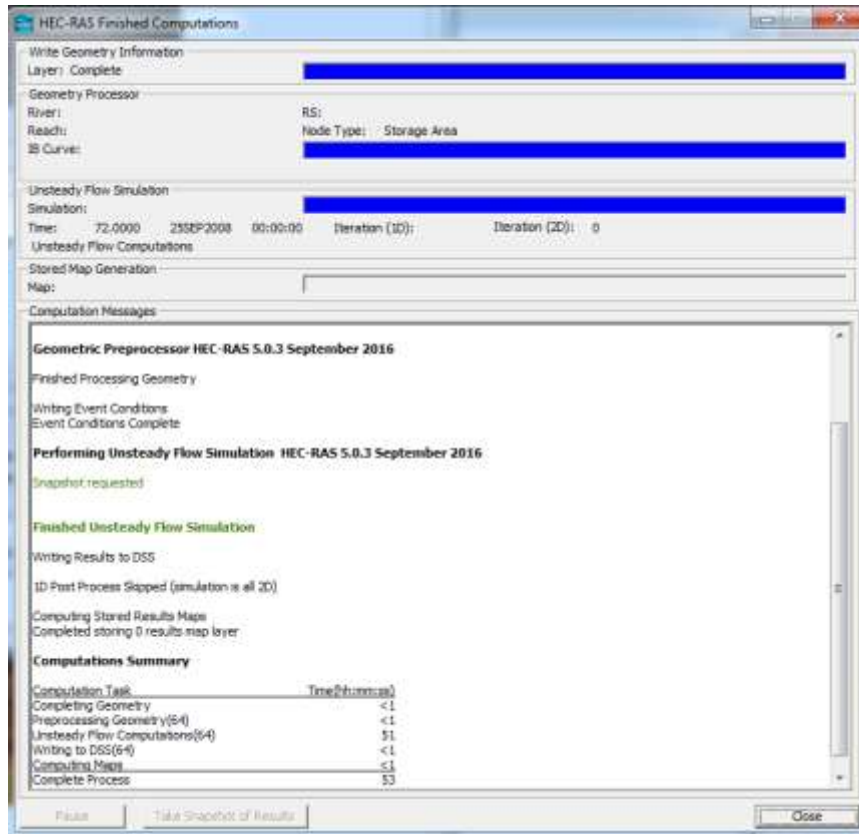 HEC-RAS Finished Computations
Write Geometry Information
Layer: Complete
Geometry Processor
River: RS:
Reach: Node Type: Storage Area
IB Curve:
Unsteady Flow Simulation
Simulation:
Time: 72.0000 25SEP2008 00:00:00 Iteration (1D): Iteration (2D): 0
Unsteady Flow Computations
Stored Map Generation
Map:
Computation Messages
Geometric Preprocessor HEC-RAS 5.0.3 September 2016
Finished Processing Geometry
Writing Event Conditions
Event Conditions Complete
Performing Unsteady Flow Simulation HEC-RAS 5.0.3 September 2016
Snapshot requested
Finished Unsteady Flow Simulation
Writing Results to DSS
1D Post Process Skipped (simulation is all 2D)
Computing Stored Results Maps
Completed storing 0 results map layer
Computations Summary
Computation Task Time(hh:mm:ss)
Completing Geometry <1
Preprocessing Geometry(64) <1
Unsteady Flow Computations(64) 51
Writing to DSS(64) <1
Computing Maps <1
Complete Process 53
Pause Take Snapshot of Results Close